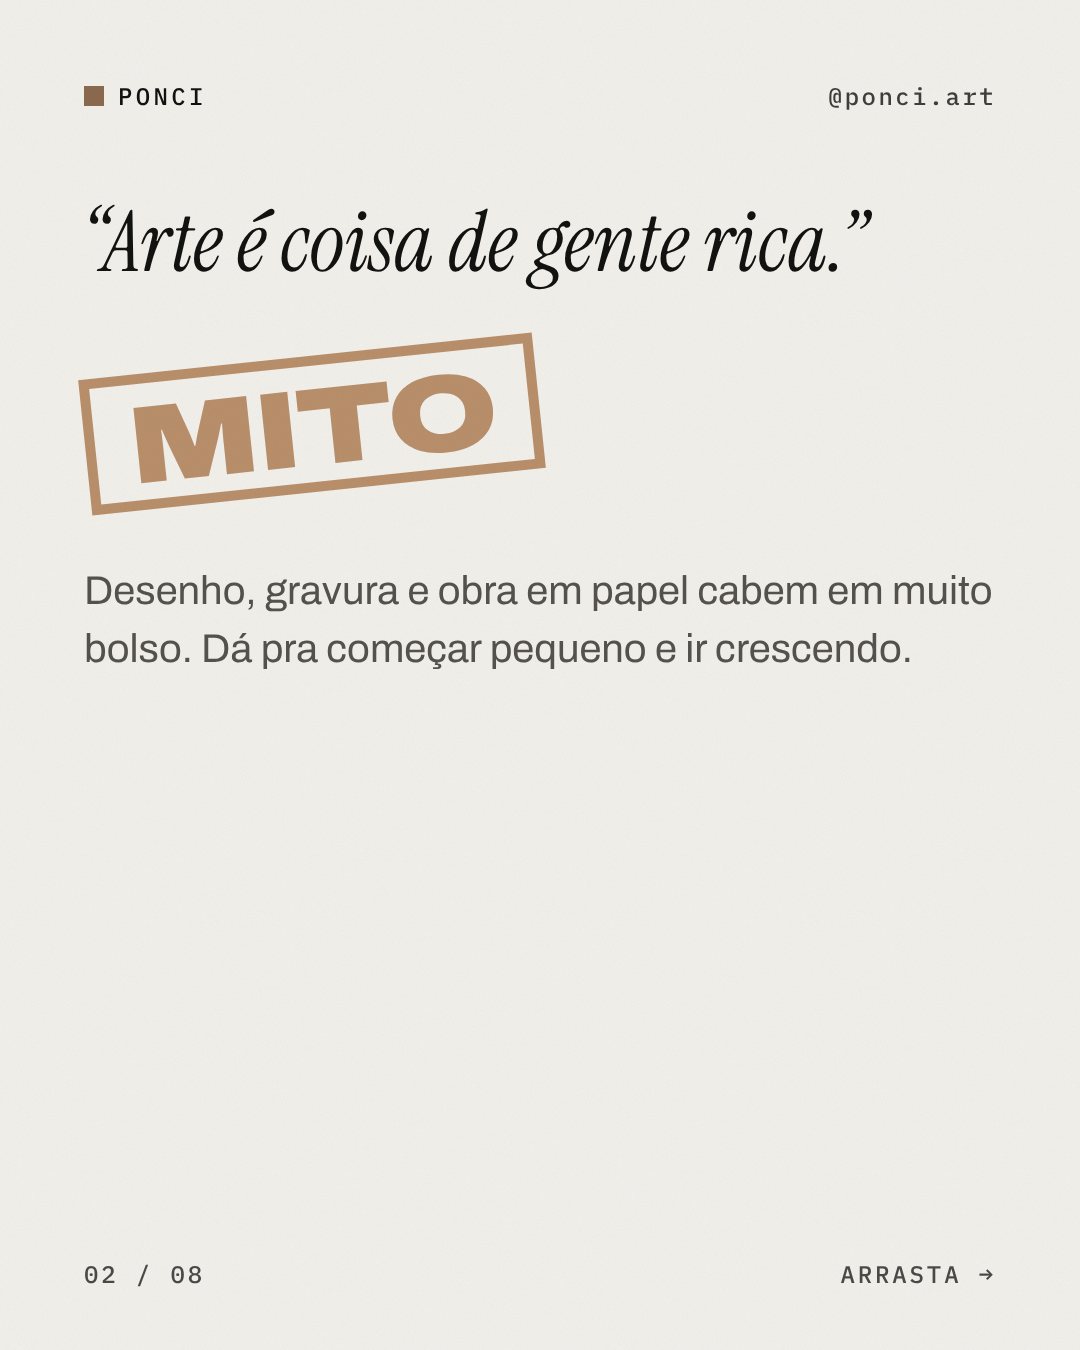 PONCI
@ponci.art
“Arte é coisa de gente rica.”
MITO
Desenho, gravura e obra em papel cabem em muito
bolso. Dá pra começar pequeno e ir crescendo.
02 / 08
ARRASTA →